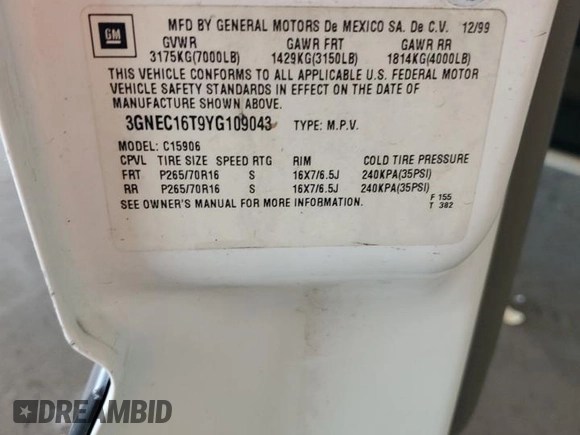 GM
MFD BY GENERAL MOTORS De MEXICO SA. De C.V. 12/99
GVWR GAWR FRT GAWR RR
3175KG(7000LB) 1429KG(3150LB) 1814KG(4000LB)
THIS VEHICLE CONFORMS TO ALL APPLICABLE U.S. FEDERAL MOTOR
VEHICLE SAFETY STANDARDS IN EFFECT ON THE DATE OF
MANUFACTURE SHOWN ABOVE.
3GNEC16T9YG109043 TYPE: M.P.V.
MODEL: C15906
CPVL TIRE SIZE SPEED RTG RIM COLD TIRE PRESSURE
FRT P265/70R16 S 16X7/6.5J 240KPA(35PSI)
RR P265/70R16 S 16X7/6.5J 240KPA(35PSI)
SEE OWNER'S MANUAL FOR MORE INFORMATION. F 155
T 382
DREAMBID